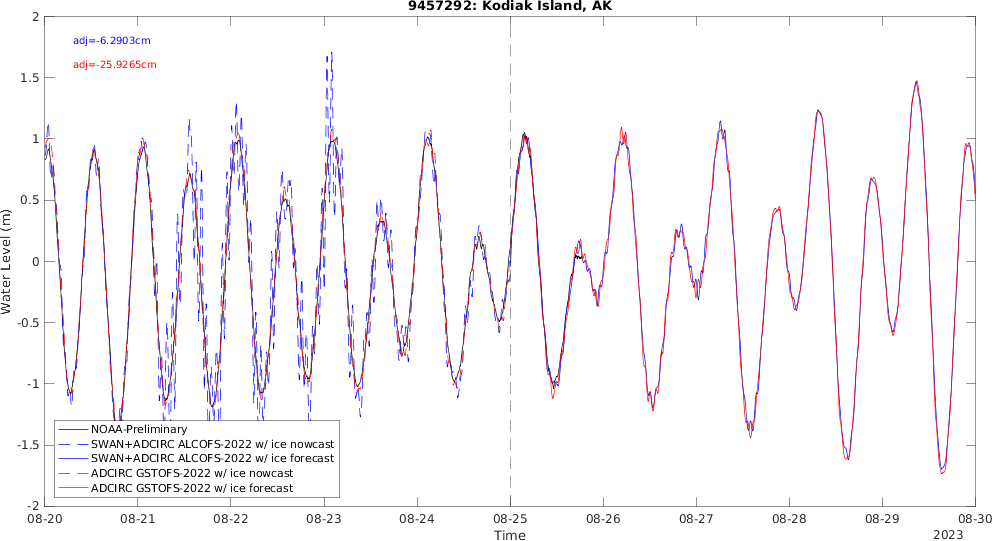 9457292: Kodiak Island, AK
adj=-6.2903cm
adj=-25.9265cm
2
1.5
1
0.5
0
-0.5
-1
-1.5
-2
Water Level (m)
NOAA-Preliminary
SWAN+ADCIRC ALCOFS-2022 w/ ice nowcast
SWAN+ADCIRC ALCOFS-2022 w/ ice forecast
ADCIRC GSTOFS-2022 w/ ice nowcast
ADCIRC GSTOFS-2022 w/ ice forecast
08-20 08-21 08-22 08-23 08-24 08-25 08-26 08-27 08-28 08-29 08-30
Time
2023